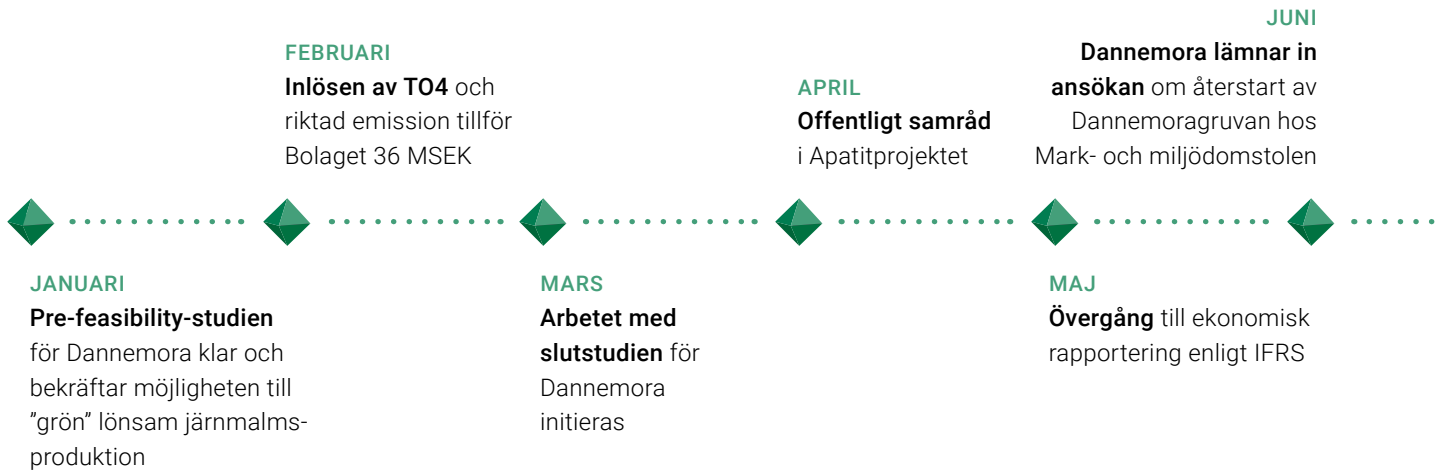 JANUARI
Pre-feasibility-studien
för Dannemora klar och
bekräftar möjligheten till
”grön” lönsam järnmalms-
produktion
FEBRUARI
Inlösen av TO4 och
riktad emission tillför
Bolaget 36 MSEK
MARS
Arbetet med
slutstudien för
Dannemora
initieras
APRIL
Offentligt samråd
i Apatitprojektet
MAJ
Övergång till ekonomisk
rapportering enligt IFRS
JUNI
Dannemora lämnar in
ansökan om återstart av
Dannemoragruvan hos
Mark- och miljödomstolen